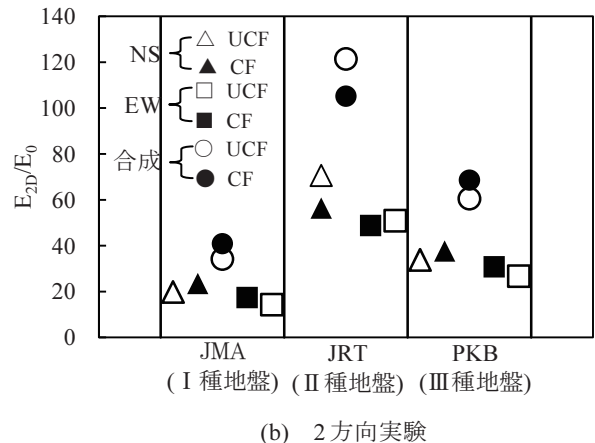 140
120
100
80
60
40
20
0
E2D/E0
NS
UCF
CF
EW
UCF
CF
合成
UCF
CF
JMA
JRT
PKB
(Ⅰ種地盤)
(Ⅱ種地盤)
(Ⅲ種地盤)
(b) 2方向実験